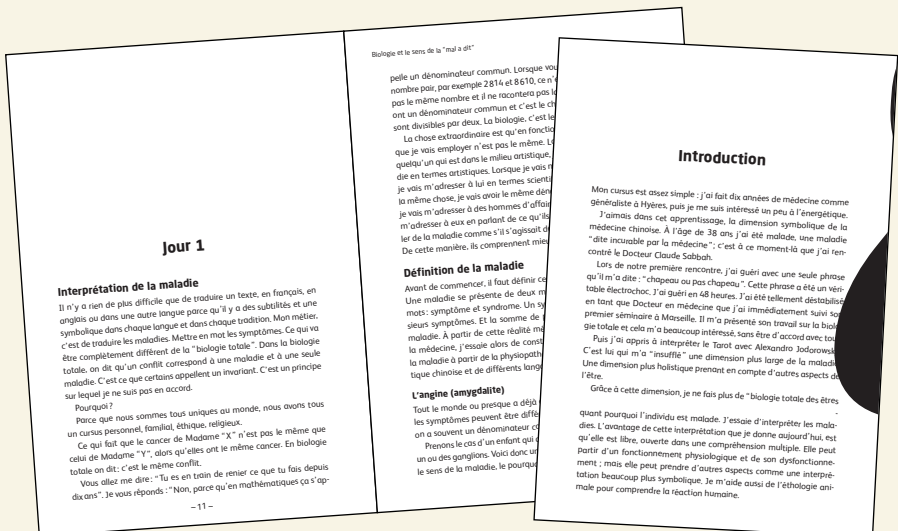 Jour 1
Interprétation de la maladie
Il n'y a rien de plus difficile que de traduire un texte, en français, en
anglais ou dans une autre langue parce qu'il y a des subtilités et une
symbolique dans chaque langue et dans chaque tradition. Mon métier,
c'est de traduire les maladies. Mettre en mot les symptômes. Ce qui va
être complètement différent de la "biologie totale". Dans la biologie
totale, on dit qu'un conflit correspond à une maladie et à une seule
maladie. C'est ce que certains appellent un invariant. C'est un principe
sur lequel je ne suis pas en accord.
Pourquoi ?
Parce que nous sommes tous uniques au monde, nous avons tous
un cursus personnel, familial, éthique, religieux.
Ce qui fait que le cancer de Madame "X" n'est pas le même que
celui de Madame "Y", alors qu'elles ont le même cancer. En biologie
totale on dit : c'est le même conflit.
Vous allez me dire : "Tu es en train de renier ce que tu fais depuis
dix ans". Je vous réponds : "Non, parce qu'en mathématiques ça s'ap-
– 11 –
Biologie et le sens de la "mal a dit"
pelle un dénominateur commun. Lorsque vou
nombre pair, par exemple 2814 et 8610, ce n'e
pas le même nombre et il ne racontera pas la
ont un dénominateur commun et c'est le ch
sont divisibles par deux. La biologie, c'est le
La chose extraordinaire est qu'en fonctio
que je vais employer n'est pas le même. Lo
quelqu'un qui est dans le milieu artistique,
die en termes artistiques. Lorsque je vais m
je vais m'adresser à lui en termes scienti
la même chose, je vais avoir le même déno
je vais m'adresser à des hommes d'affair
m'adresser à eux en parlant de ce qu'ils
ler de la maladie comme s'il s'agissait d
De cette manière, ils comprennent mieu
Définition de la maladie
Avant de commencer, il faut définir ce
Une maladie se présente de deux m
mots : symptôme et syndrome. Un sy
sieurs symptômes. Et la somme de
maladie. À partir de cette réalité mé
la médecine, j'essaie alors de const
la maladie à partir de la physiopath
tique chinoise et de différents lang
L'angine (amygdalite)
Tout le monde ou presque a déjà
les symptômes peuvent être diffé
on a souvent un dénominateur co
Prenons le cas d'un enfant qui
un ou des ganglions. Voici donc u
le sens de la maladie, le pourquo
Introduction
Mon cursus est assez simple : j'ai fait dix années de médecine comme
généraliste à Hyères, puis je me suis intéressé un peu à l'énergétique.
J'aimais dans cet apprentissage, la dimension symbolique de la
médecine chinoise. À l'âge de 38 ans j'ai été malade, une maladie
"dite incurable par la médecine" ; c'est à ce moment-là que j'ai ren-
contré le Docteur Claude Sabbah.
Lors de notre première rencontre, j'ai guéri avec une seule phrase
qu'il m'a dite : "chapeau ou pas chapeau". Cette phrase a été un véri-
table électrochoc. J'ai guéri en 48 heures. J'ai été tellement déstabilisé
en tant que Docteur en médecine que j'ai immédiatement suivi son
premier séminaire à Marseille. Il m'a présenté son travail sur la biolo
gie totale et cela m'a beaucoup intéressé, sans être d'accord avec tou
Puis j'ai appris à interpréter le Tarot avec Alexandro Jodorowsk
C'est lui qui m'a "insufflé" une dimension plus large de la maladie
Une dimension plus holistique prenant en compte d'autres aspects de
l'être.
Grâce à cette dimension, je ne fais plus de "biologie totale des êtres
quant pourquoi l'individu est malade. J'essaie d'interpréter les mala-
dies. L'avantage de cette interprétation que je donne aujourd'hui, est
qu'elle est libre, ouverte dans une compréhension multiple. Elle peut
partir d'un fonctionnement physiologique et de son dysfonctionne-
ment ; mais elle peut prendre d'autres aspects comme une interpré-
tation beaucoup plus symbolique. Je m'aide aussi de l'éthologie ani-
male pour comprendre la réaction humaine.